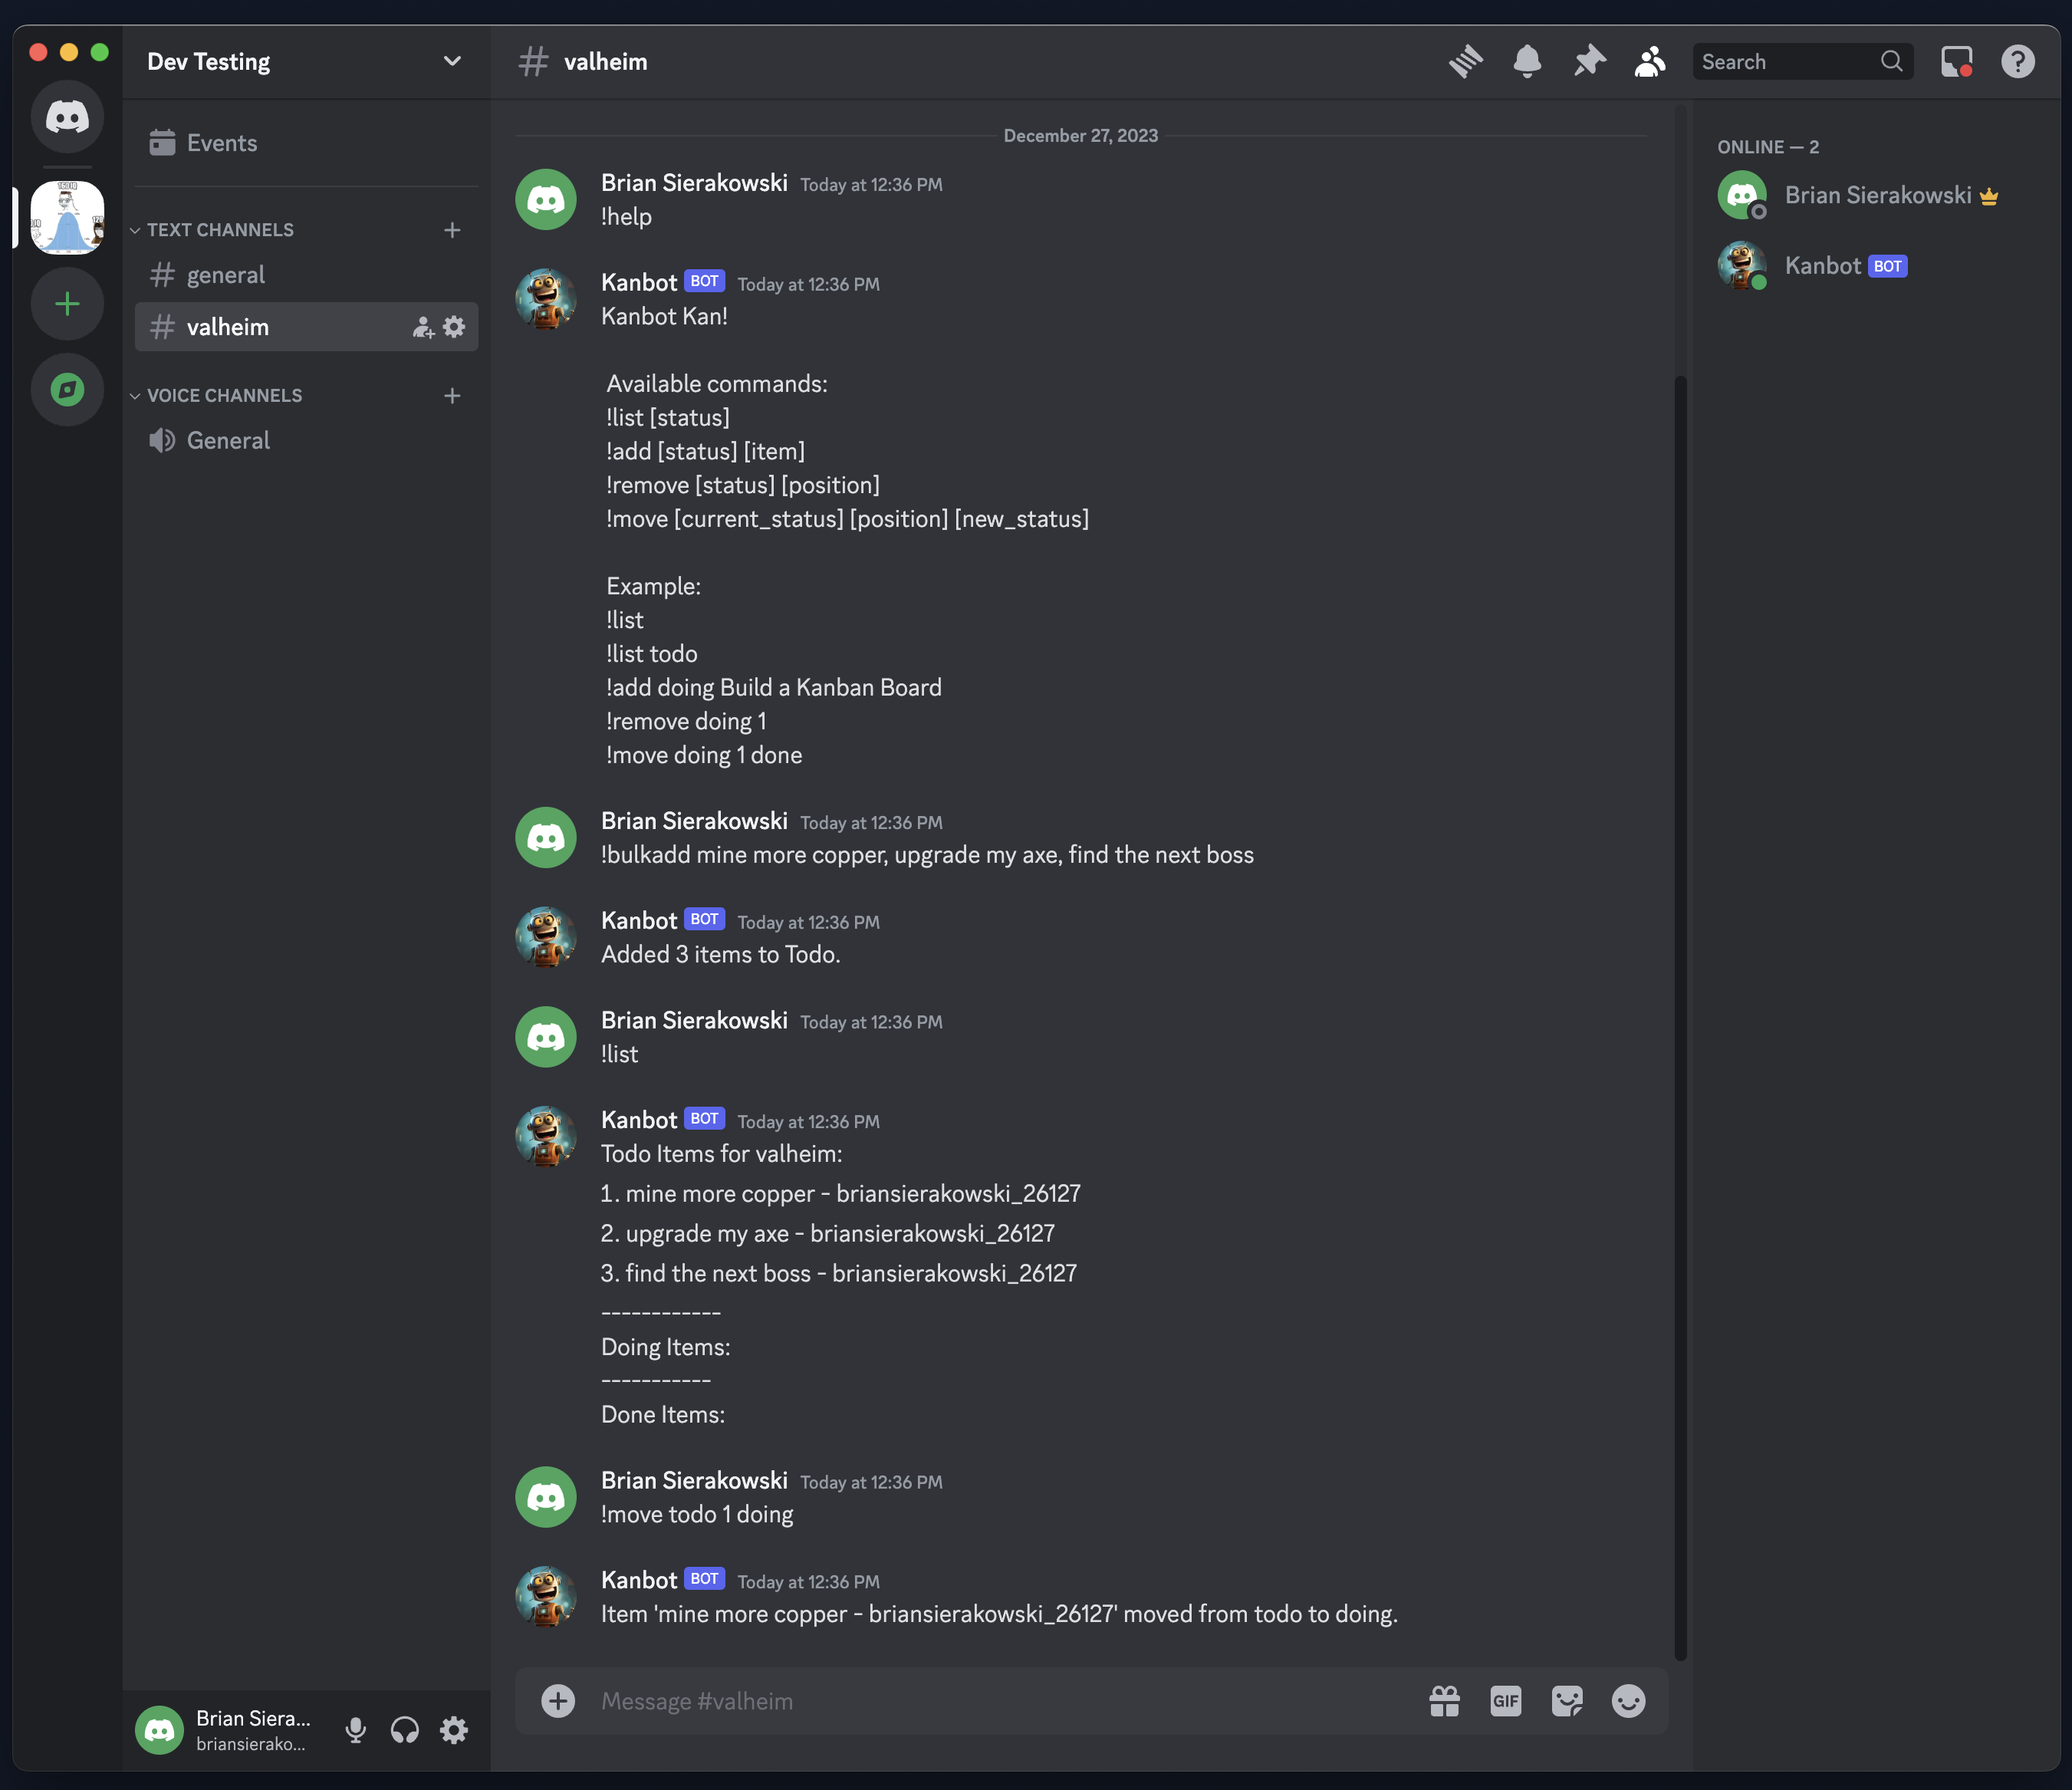 Dev Testing
Events
TEXT CHANNELS
general
valheim
VOICE CHANNELS
General
Brian Siera...
briansierako...
valheim
Search
December 27, 2023
Brian Sierakowski Today at 12:36 PM
!help
Kanbot BOT Today at 12:36 PM
Kanbot Kan!
Available commands:
!list [status]
!add [status] [item]
!remove [status] [position]
!move [current_status] [position] [new_status]
Example:
!list
!list todo
!add doing Build a Kanban Board
!remove doing 1
!move doing 1 done
Brian Sierakowski Today at 12:36 PM
!bulkadd mine more copper, upgrade my axe, find the next boss
Kanbot BOT Today at 12:36 PM
Added 3 items to Todo.
Brian Sierakowski Today at 12:36 PM
!list
Kanbot BOT Today at 12:36 PM
Todo Items for valheim:
1. mine more copper - briansierakowski_26127
2. upgrade my axe - briansierakowski_26127
3. find the next boss - briansierakowski_26127
------------
Doing Items:
-----------
Done Items:
Brian Sierakowski Today at 12:36 PM
!move todo 1 doing
Kanbot BOT Today at 12:36 PM
Item 'mine more copper - briansierakowski_26127' moved from todo to doing.
Message #valheim
GIF
ONLINE — 2
Brian Sierakowski
Kanbot BOT